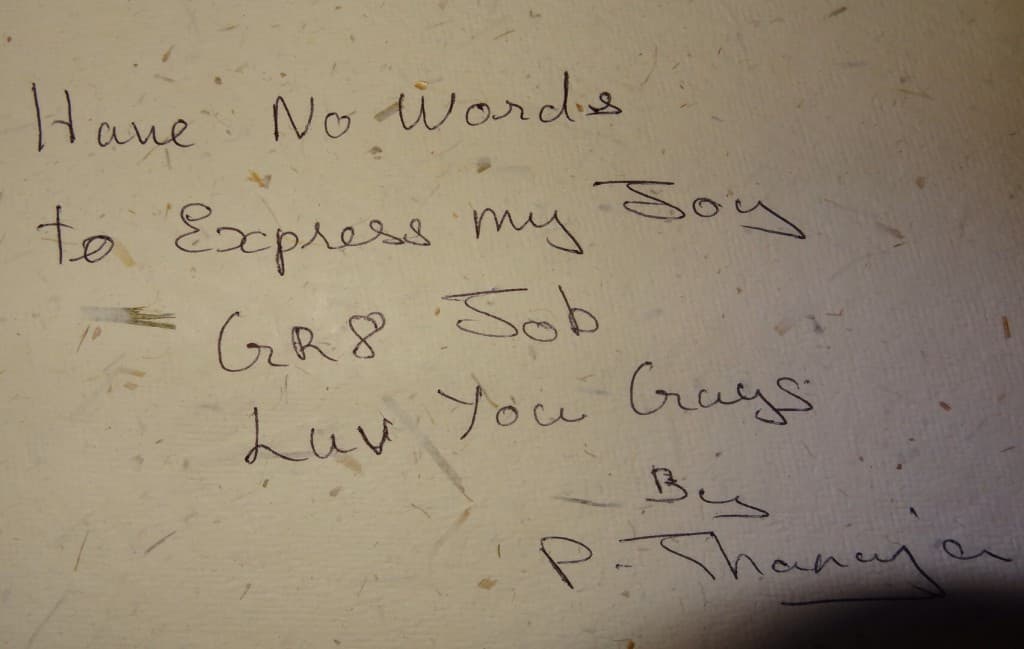 Have No Words
to Express my Joy
GR8 Job
Luv You Guys
By
P.